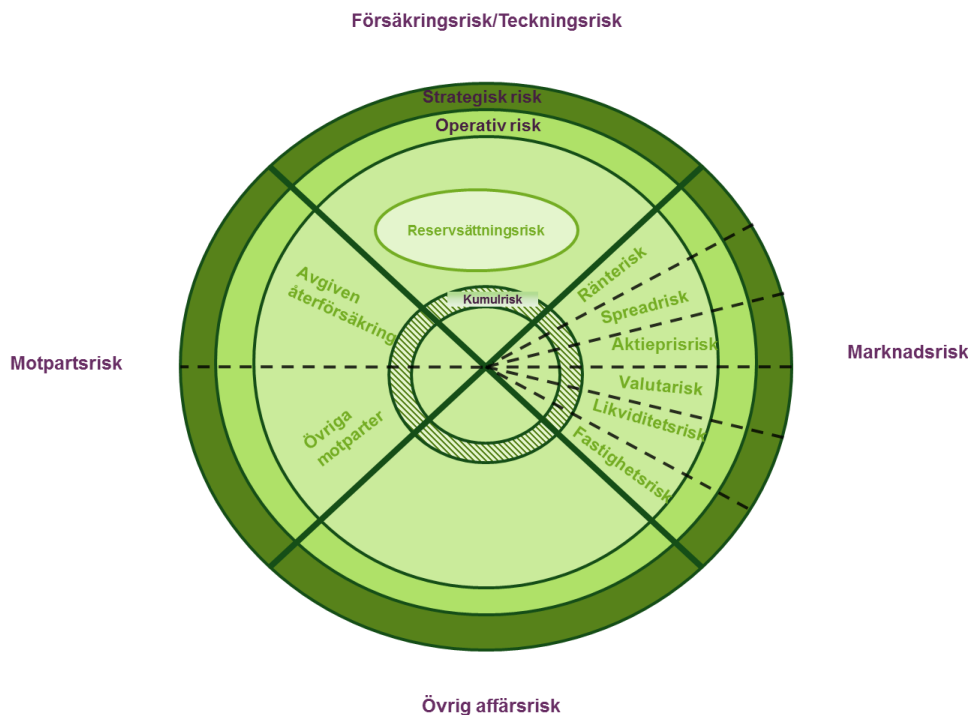 Försäkringsrisk/Teckningsrisk
Strategisk risk
Operativ risk
Reservsättningsrisk
Kumulrisk
Avgiven
återförsäkring
Motpartsrisk
Övriga
motparter
Ränterisk
Spreadrisk
Aktieprisrisk
Marknadsrisk
Valutarisk
Likviditetsrisk
Fastighetsrisk
Övrig affärsrisk